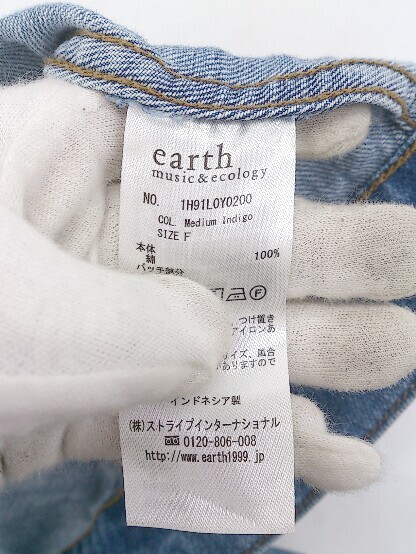 earth
music&ecology
NO. 1H91L0Y0200
COL. Medium Indigo
SIZE F
本体
綿 100%
パッチ部分
つけ置き
アイロンあ
イズ、風合
がありますので
インドネシア製
(株)ストライプインターナショナル
0120-806-008
http://www.earth1999.jp